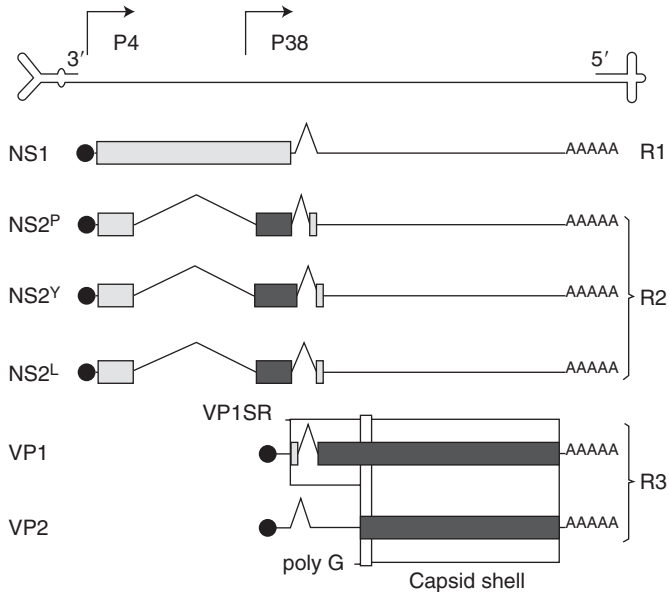 P4 P38
3′ 5′
NS1 AAAAA R1
NS2ᴾ AAAAA
NS2ʸ AAAAA R2
NS2ᴸ AAAAA
VP1SR
VP1 AAAAA
R3
VP2 AAAAA
poly G
Capsid shell